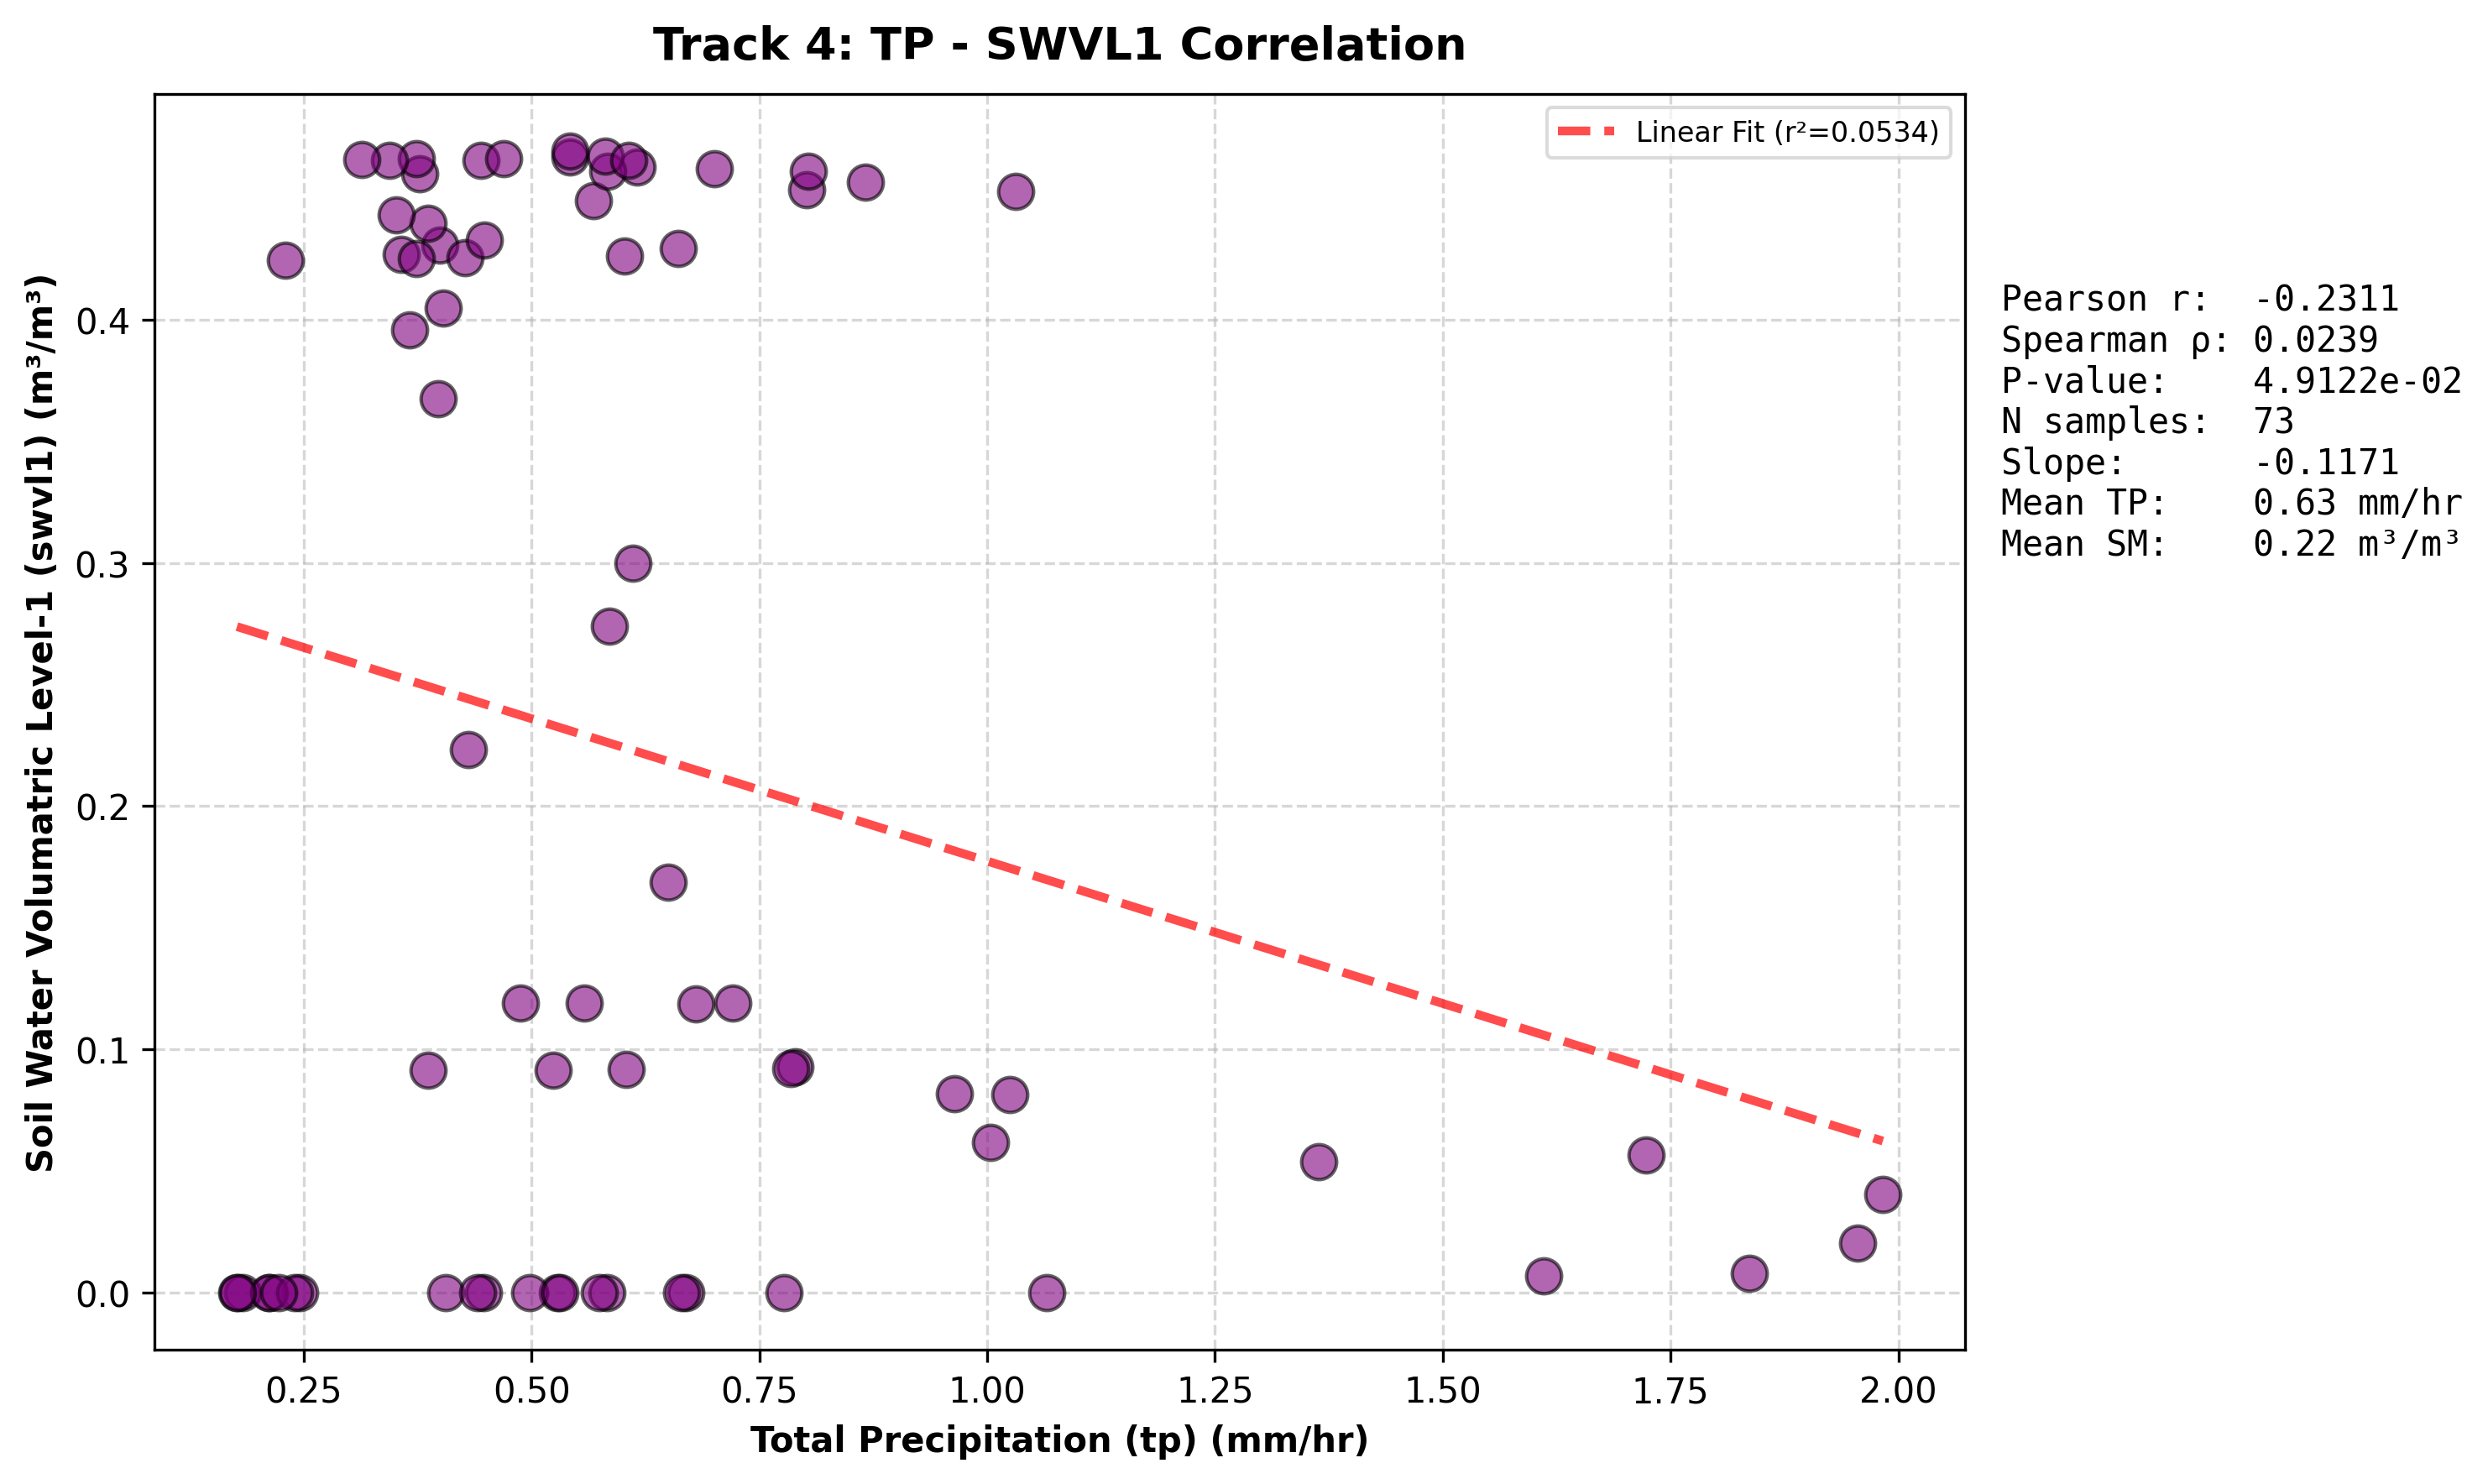 Track 4: TP - SWVL1 Correlation
Linear Fit (r²=0.0534)
Soil Water Volumatric Level-1 (swvl1) (m³/m³)
0.4
0.3
0.2
0.1
0.0
0.25 0.50 0.75 1.00 1.25 1.50 1.75 2.00
Total Precipitation (tp) (mm/hr)
Pearson r: -0.2311
Spearman ρ: 0.0239
P-value: 4.9122e-02
N samples: 73
Slope: -0.1171
Mean TP: 0.63 mm/hr
Mean SM: 0.22 m³/m³